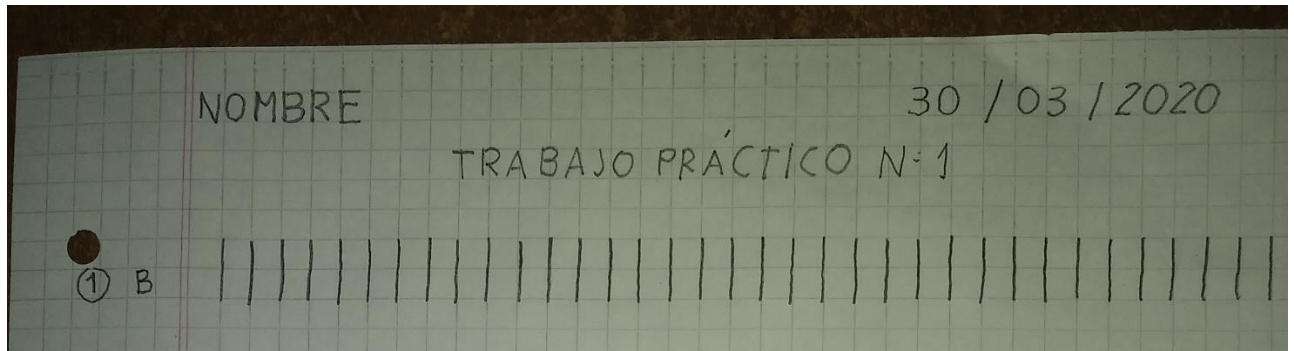 NOMBRE 30 / 03 / 2020
TRABAJO PRÁCTICO N: 1
1 B